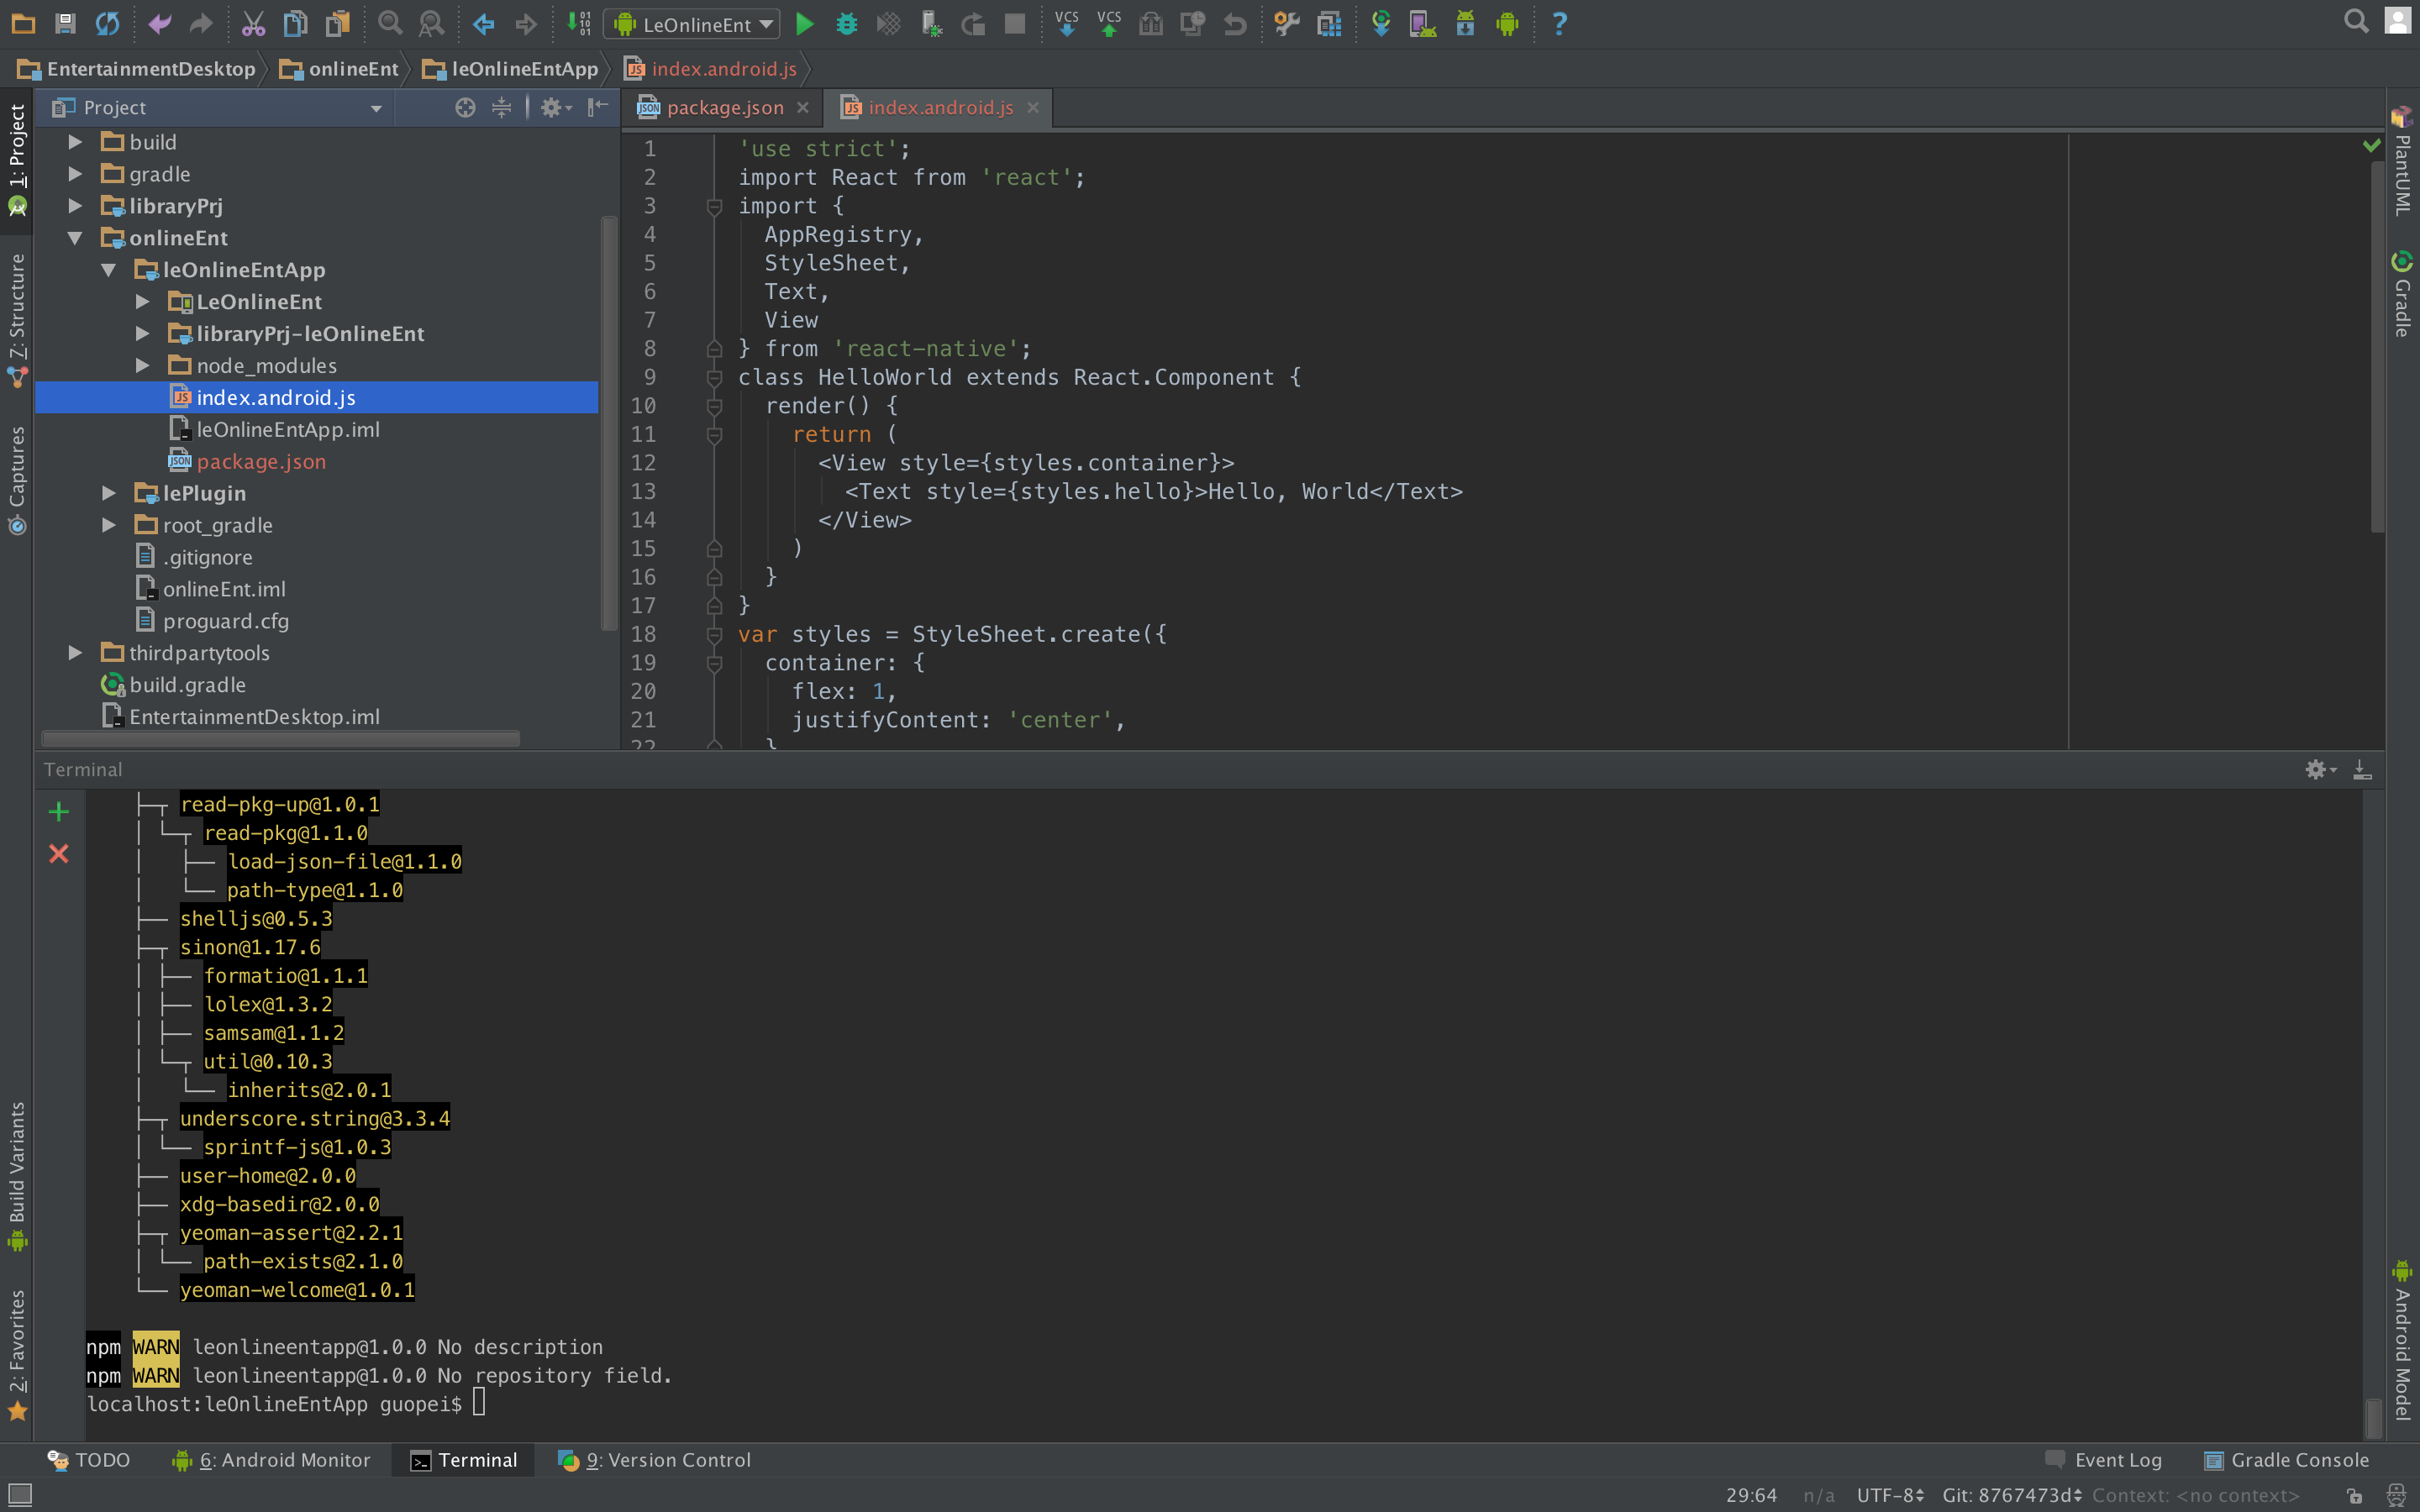 LeOnlineEnt
VCS VCS
?
EntertainmentDesktop onlineEnt leOnlineEntApp index.android.js
Project
package.json
index.android.js
build
gradle
libraryPrj
onlineEnt
leOnlineEntApp
LeOnlineEnt
libraryPrj-leOnlineEnt
node_modules
index.android.js
leOnlineEntApp.iml
package.json
lePlugin
root_gradle
.gitignore
onlineEnt.iml
proguard.cfg
thirdpartytools
build.gradle
EntertainmentDesktop.iml
1: Project
7: Structure
Captures
Build Variants
2: Favorites
1 'use strict';
2 import React from 'react';
3 import {
4 AppRegistry,
5 StyleSheet,
6 Text,
7 View
8 } from 'react-native';
9 class HelloWorld extends React.Component {
10 render() {
11 return (
12 <View style={styles.container}>
13 <Text style={styles.hello}>Hello, World</Text>
14 </View>
15 )
16 }
17 }
18 var styles = StyleSheet.create({
19 container: {
20 flex: 1,
21 justifyContent: 'center',
22 }
PlantUML
Gradle
Android Model
Terminal
├─┬ read-pkg-up@1.0.1
│ └─┬ read-pkg@1.1.0
│   ├── load-json-file@1.1.0
│   └── path-type@1.1.0
├── shelljs@0.5.3
├─┬ sinon@1.17.6
│ ├── formatio@1.1.1
│ ├── lolex@1.3.2
│ ├── samsam@1.1.2
│ └─┬ util@0.10.3
│   └── inherits@2.0.1
├─┬ underscore.string@3.3.4
│ └── sprintf-js@1.0.3
├── user-home@2.0.0
├── xdg-basedir@2.0.0
├─┬ yeoman-assert@2.2.1
│ └── path-exists@2.1.0
└── yeoman-welcome@1.0.1
npm WARN leonlineentapp@1.0.0 No description
npm WARN leonlineentapp@1.0.0 No repository field.
localhost:leOnlineEntApp guopei$
TODO 6: Android Monitor Terminal 9: Version Control Event Log Gradle Console
29:64 n/a UTF-8 Git: 8767473d Context: <no context>